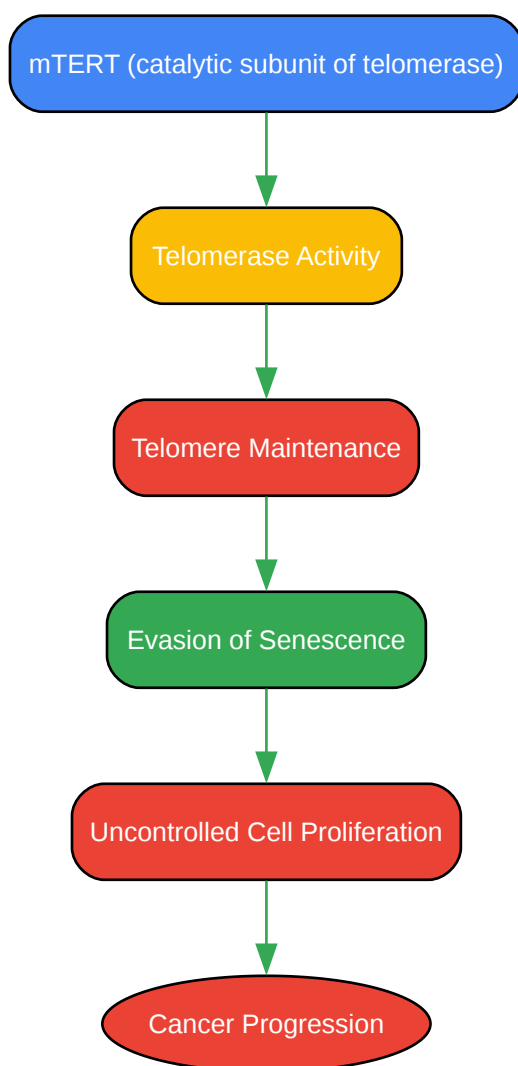 mTERT (catalytic subunit of telomerase)
Telomerase Activity
Telomere Maintenance
Evasion of Senescence
Uncontrolled Cell Proliferation
Cancer Progression